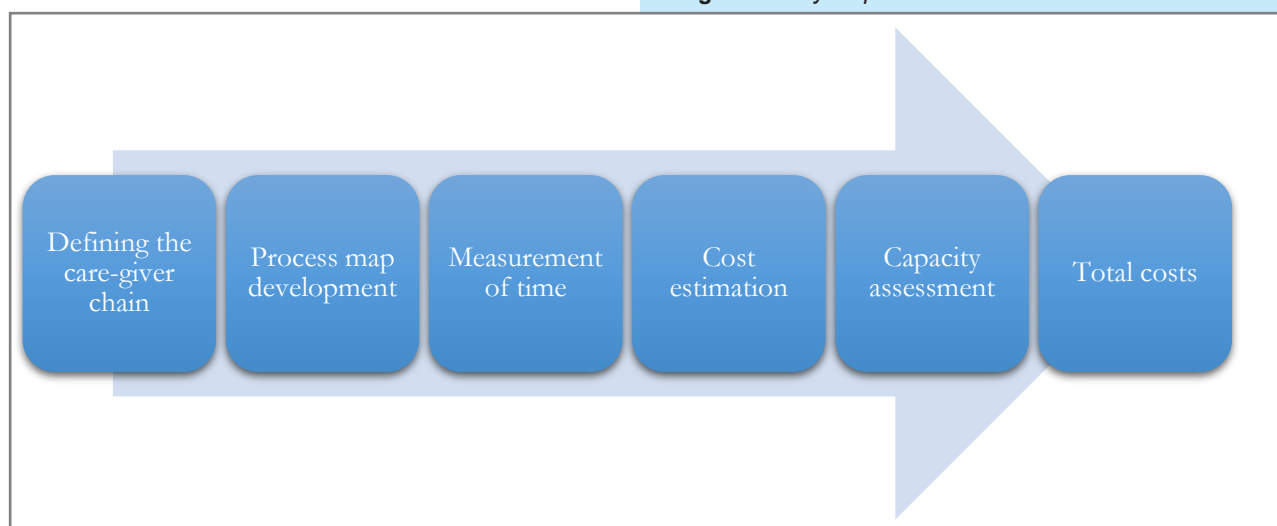 Defining the
care-giver
chain
Process map
development
Measurement
of time
Cost
estimation
Capacity
assessment
Total costs